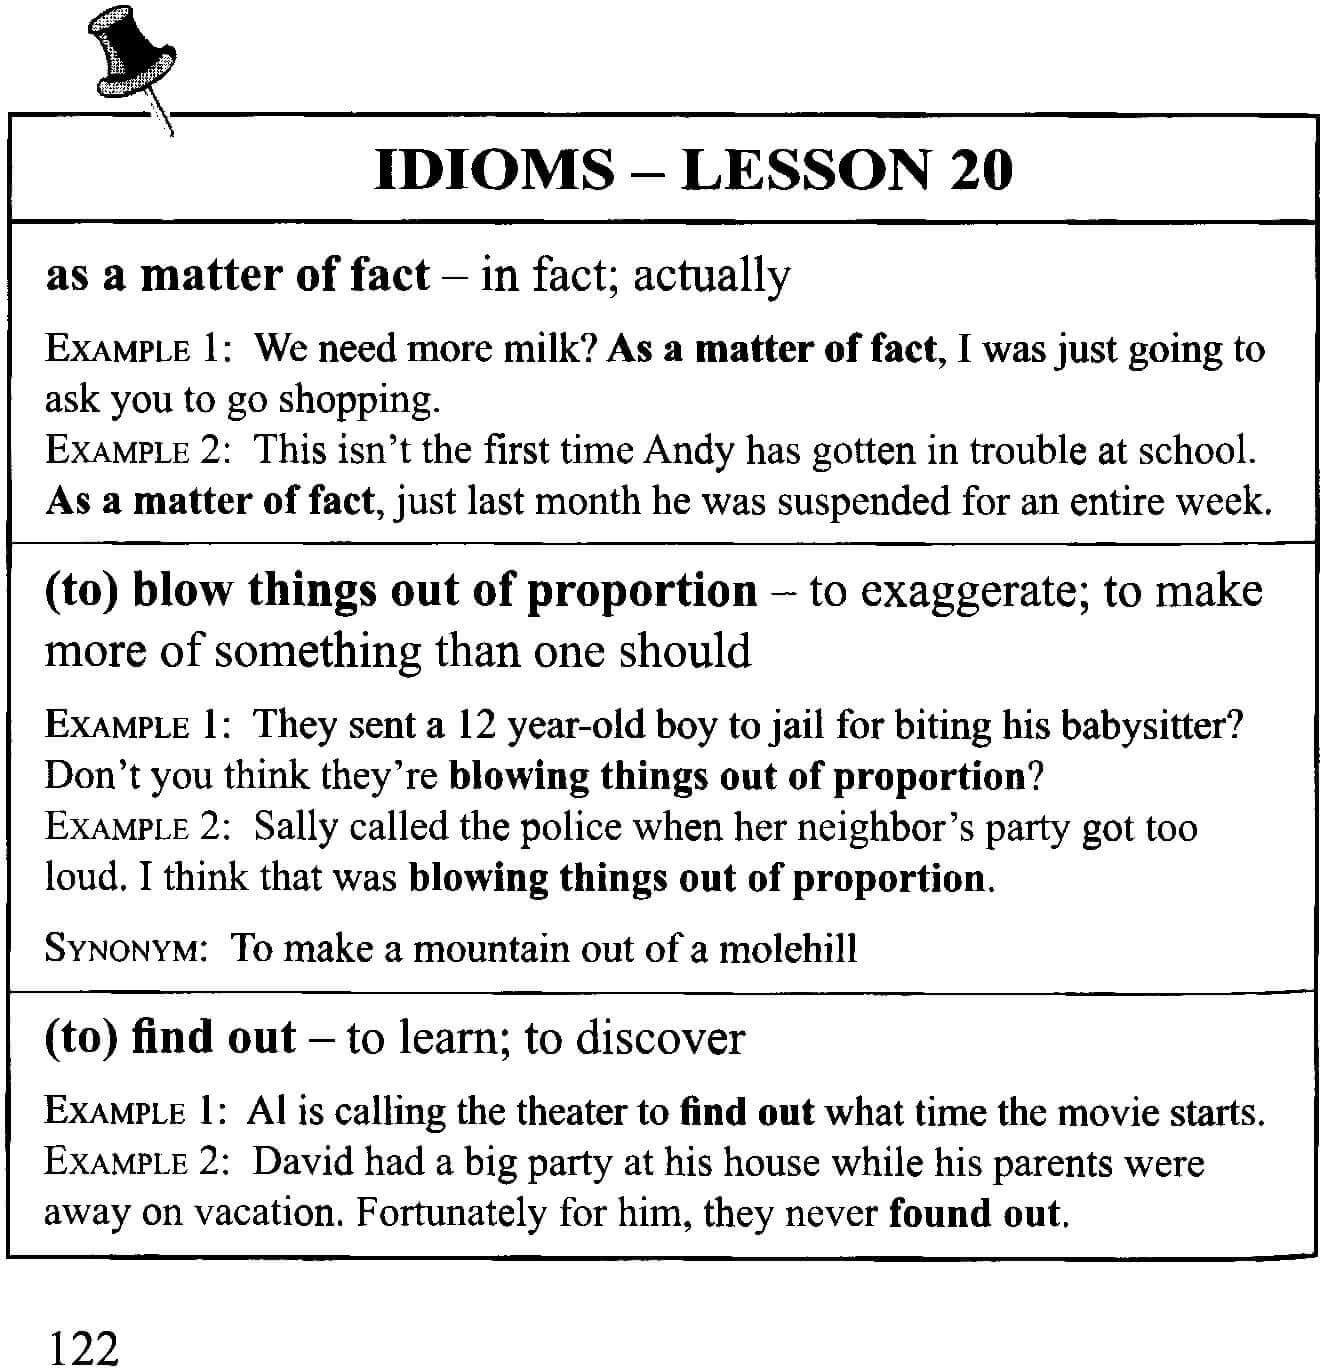 IDIOMS – LESSON 20
as a matter of fact – in fact; actually
EXAMPLE 1: We need more milk? As a matter of fact, I was just going to
ask you to go shopping.
EXAMPLE 2: This isn't the first time Andy has gotten in trouble at school.
As a matter of fact, just last month he was suspended for an entire week.
(to) blow things out of proportion – to exaggerate; to make
more of something than one should
EXAMPLE 1: They sent a 12 year-old boy to jail for biting his babysitter?
Don't you think they're blowing things out of proportion?
EXAMPLE 2: Sally called the police when her neighbor's party got too
loud. I think that was blowing things out of proportion.
SYNONYM: To make a mountain out of a molehill
(to) find out – to learn; to discover
EXAMPLE 1: Al is calling the theater to find out what time the movie starts.
EXAMPLE 2: David had a big party at his house while his parents were
away on vacation. Fortunately for him, they never found out.
122